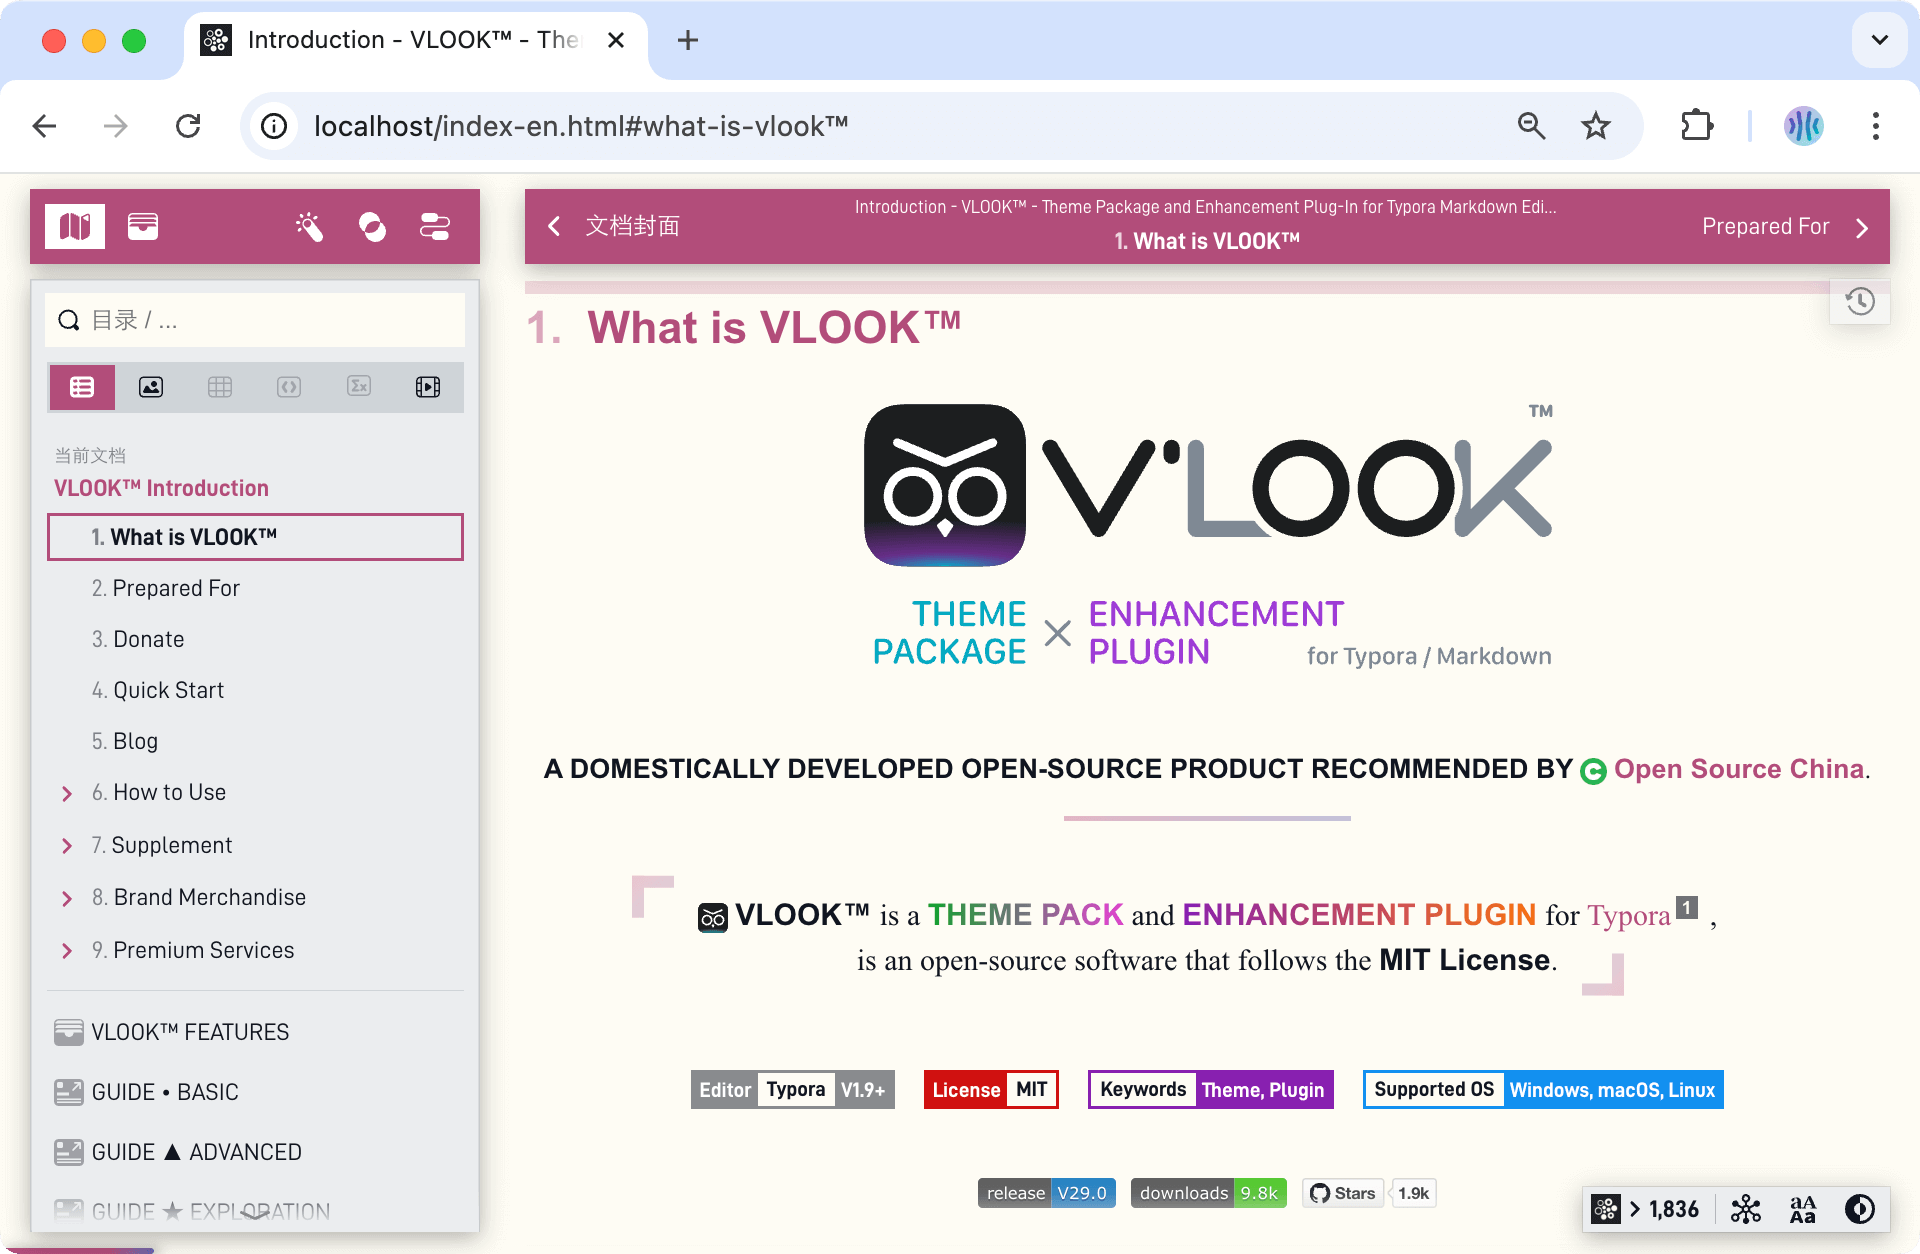 Introduction - VLOOK™ - The
localhost/index-en.html#what-is-vlook™
文档封面
Introduction - VLOOK™ - Theme Package and Enhancement Plug-In for Typora Markdown Edi...
1. What is VLOOK™
Prepared For
目录 / ...
当前文档
VLOOK™ Introduction
1. What is VLOOK™
2. Prepared For
3. Donate
4. Quick Start
5. Blog
6. How to Use
7. Supplement
8. Brand Merchandise
9. Premium Services
VLOOK™ FEATURES
GUIDE • BASIC
GUIDE ▲ ADVANCED
GUIDE ★ EXPLORATION
1. What is VLOOK™
V'LOOK™
THEME PACKAGE × ENHANCEMENT PLUGIN
for Typora / Markdown
A DOMESTICALLY DEVELOPED OPEN-SOURCE PRODUCT RECOMMENDED BY Open Source China.
VLOOK™ is a THEME PACK and ENHANCEMENT PLUGIN for Typora 1 ,
is an open-source software that follows the MIT License.
Editor Typora V1.9+
License MIT
Keywords Theme, Plugin
Supported OS Windows, macOS, Linux
release V29.0
downloads 9.8k
Stars 1.9k
1,836
aA
Aa